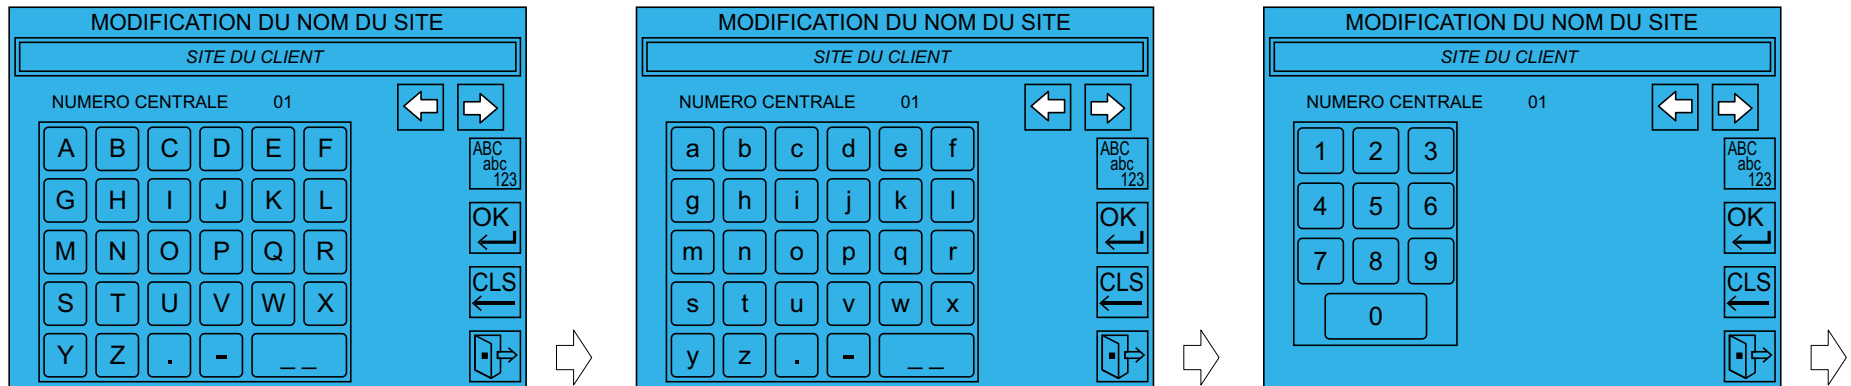 MODIFICATION DU NOM DU SITE
SITE DU CLIENT
NUMERO CENTRALE 01
A B C D E F
ABC
abc
123
G H I J K L
OK
M N O P Q R
S T U V W X
CLS
Y Z . - _ _
MODIFICATION DU NOM DU SITE
SITE DU CLIENT
NUMERO CENTRALE 01
a b c d e f
ABC
abc
123
g h i j k l
OK
m n o p q r
s t u v w x
CLS
y z . - _ _
MODIFICATION DU NOM DU SITE
SITE DU CLIENT
NUMERO CENTRALE 01
1 2 3
ABC
abc
123
4 5 6
OK
7 8 9
CLS
0